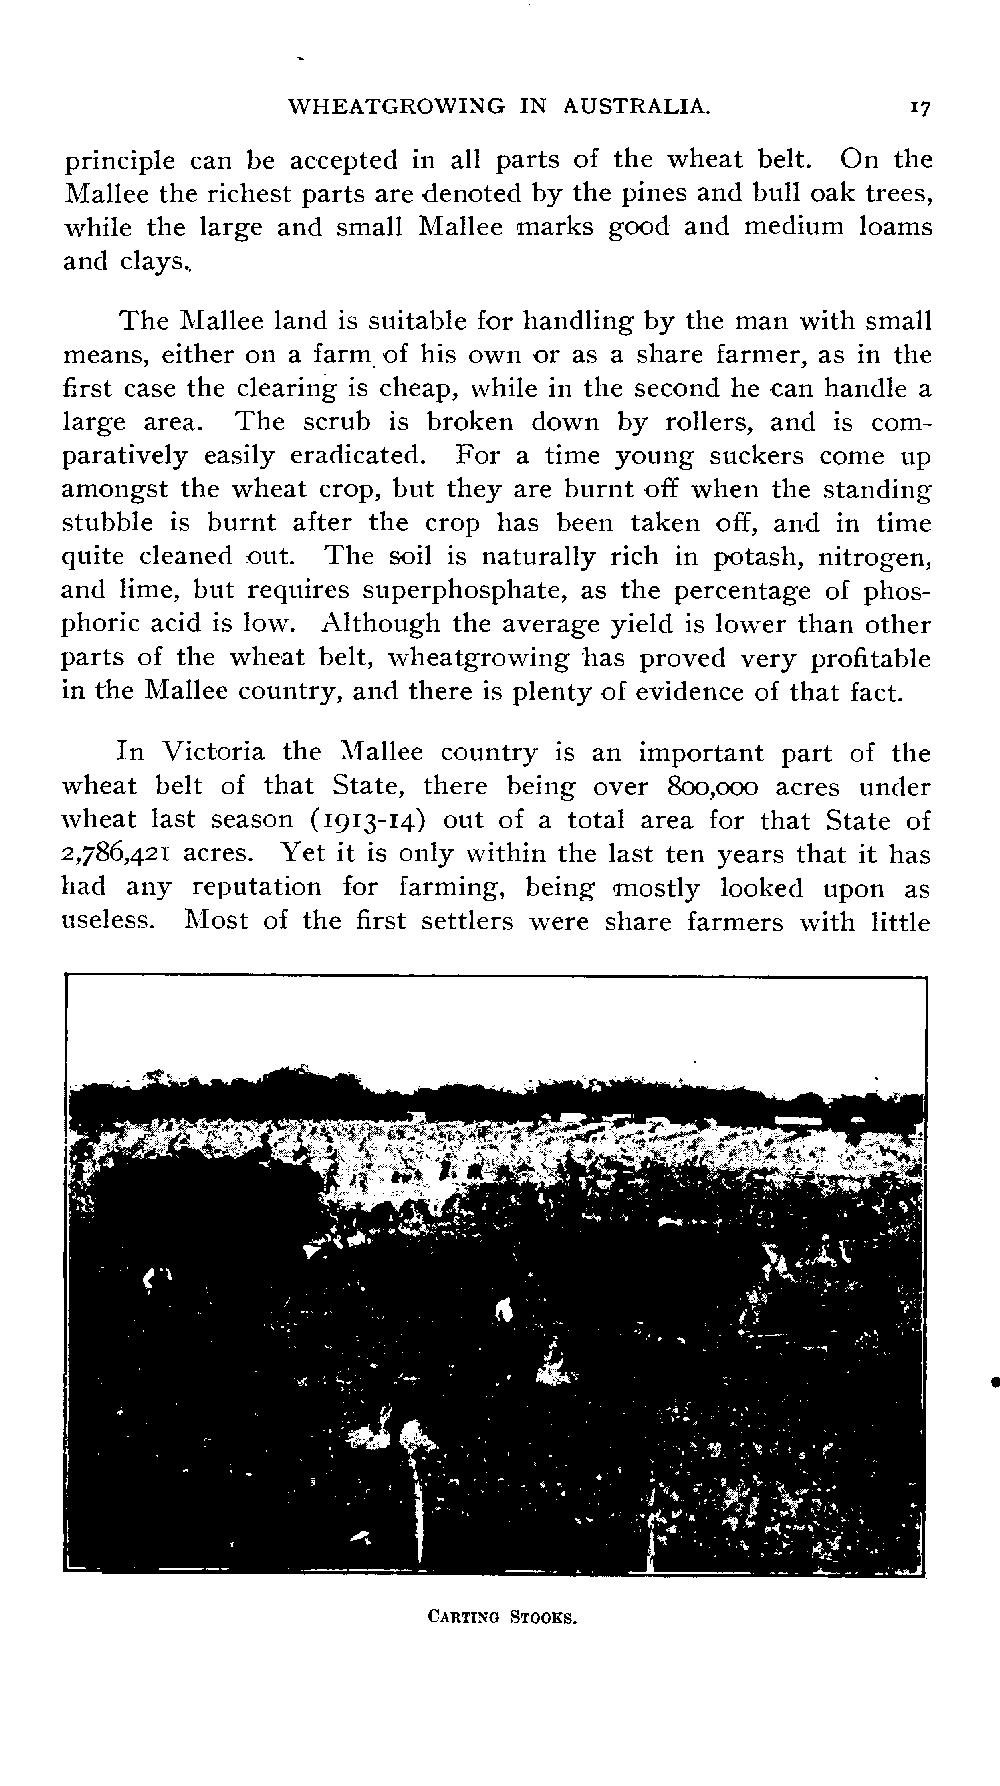 WHEATGROWING IN AUSTRALIA. 17
principle can be accepted in all parts of the wheat belt. On the
Mallee the richest parts are denoted by the pines and bull oak trees,
while the large and small Mallee marks good and medium loams
and clays.
The Mallee land is suitable for handling by the man with small
means, either on a farm of his own or as a share farmer, as in the
first case the clearing is cheap, while in the second he can handle a
large area. The scrub is broken down by rollers, and is com-
paratively easily eradicated. For a time young suckers come up
amongst the wheat crop, but they are burnt off when the standing
stubble is burnt after the crop has been taken off, and in time
quite cleaned out. The soil is naturally rich in potash, nitrogen,
and lime, but requires superphosphate, as the percentage of phos-
phoric acid is low. Although the average yield is lower than other
parts of the wheat belt, wheatgrowing has proved very profitable
in the Mallee country, and there is plenty of evidence of that fact.
In Victoria the Mallee country is an important part of the
wheat belt of that State, there being over 800,000 acres under
wheat last season (1913-14) out of a total area for that State of
2,786,421 acres. Yet it is only within the last ten years that it has
had any reputation for farming, being mostly looked upon as
useless. Most of the first settlers were share farmers with little
CARTING STOOKS.